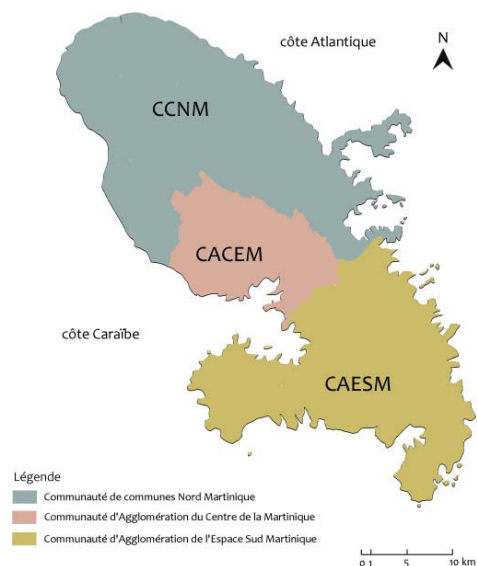 côte Atlantique
N
CCNM
CACEM
côte Caraïbe
CAESM
Légende
Communauté de communes Nord Martinique
Communauté d'Agglomération du Centre de la Martinique
Communauté d'Agglomération de l'Espace Sud Martinique
0 1 5 10 km